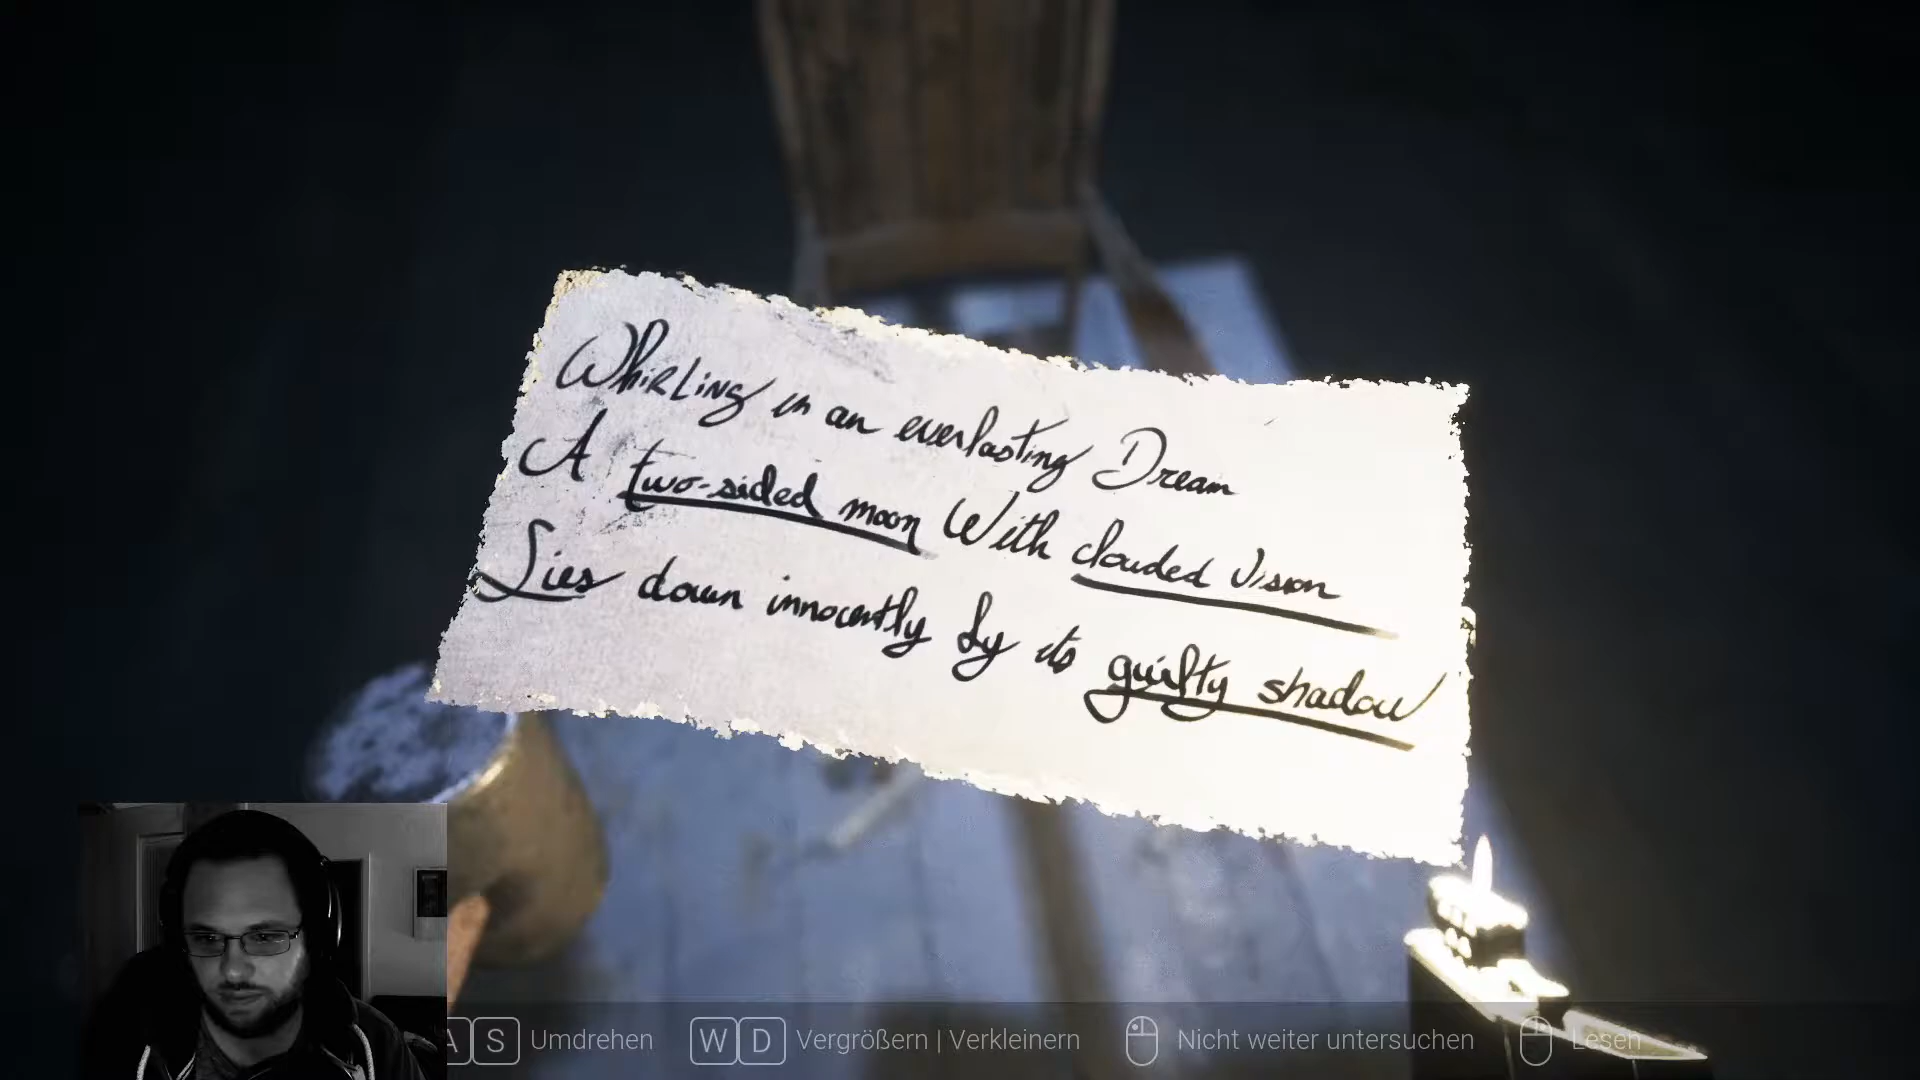 Whirling in an everlasting Dream
A two-sided moon With clouded Vision
Lies down innocently by its guilty shadow
A S Umdrehen W D Vergrößern | Verkleinern Nicht weiter untersuchen Lesen